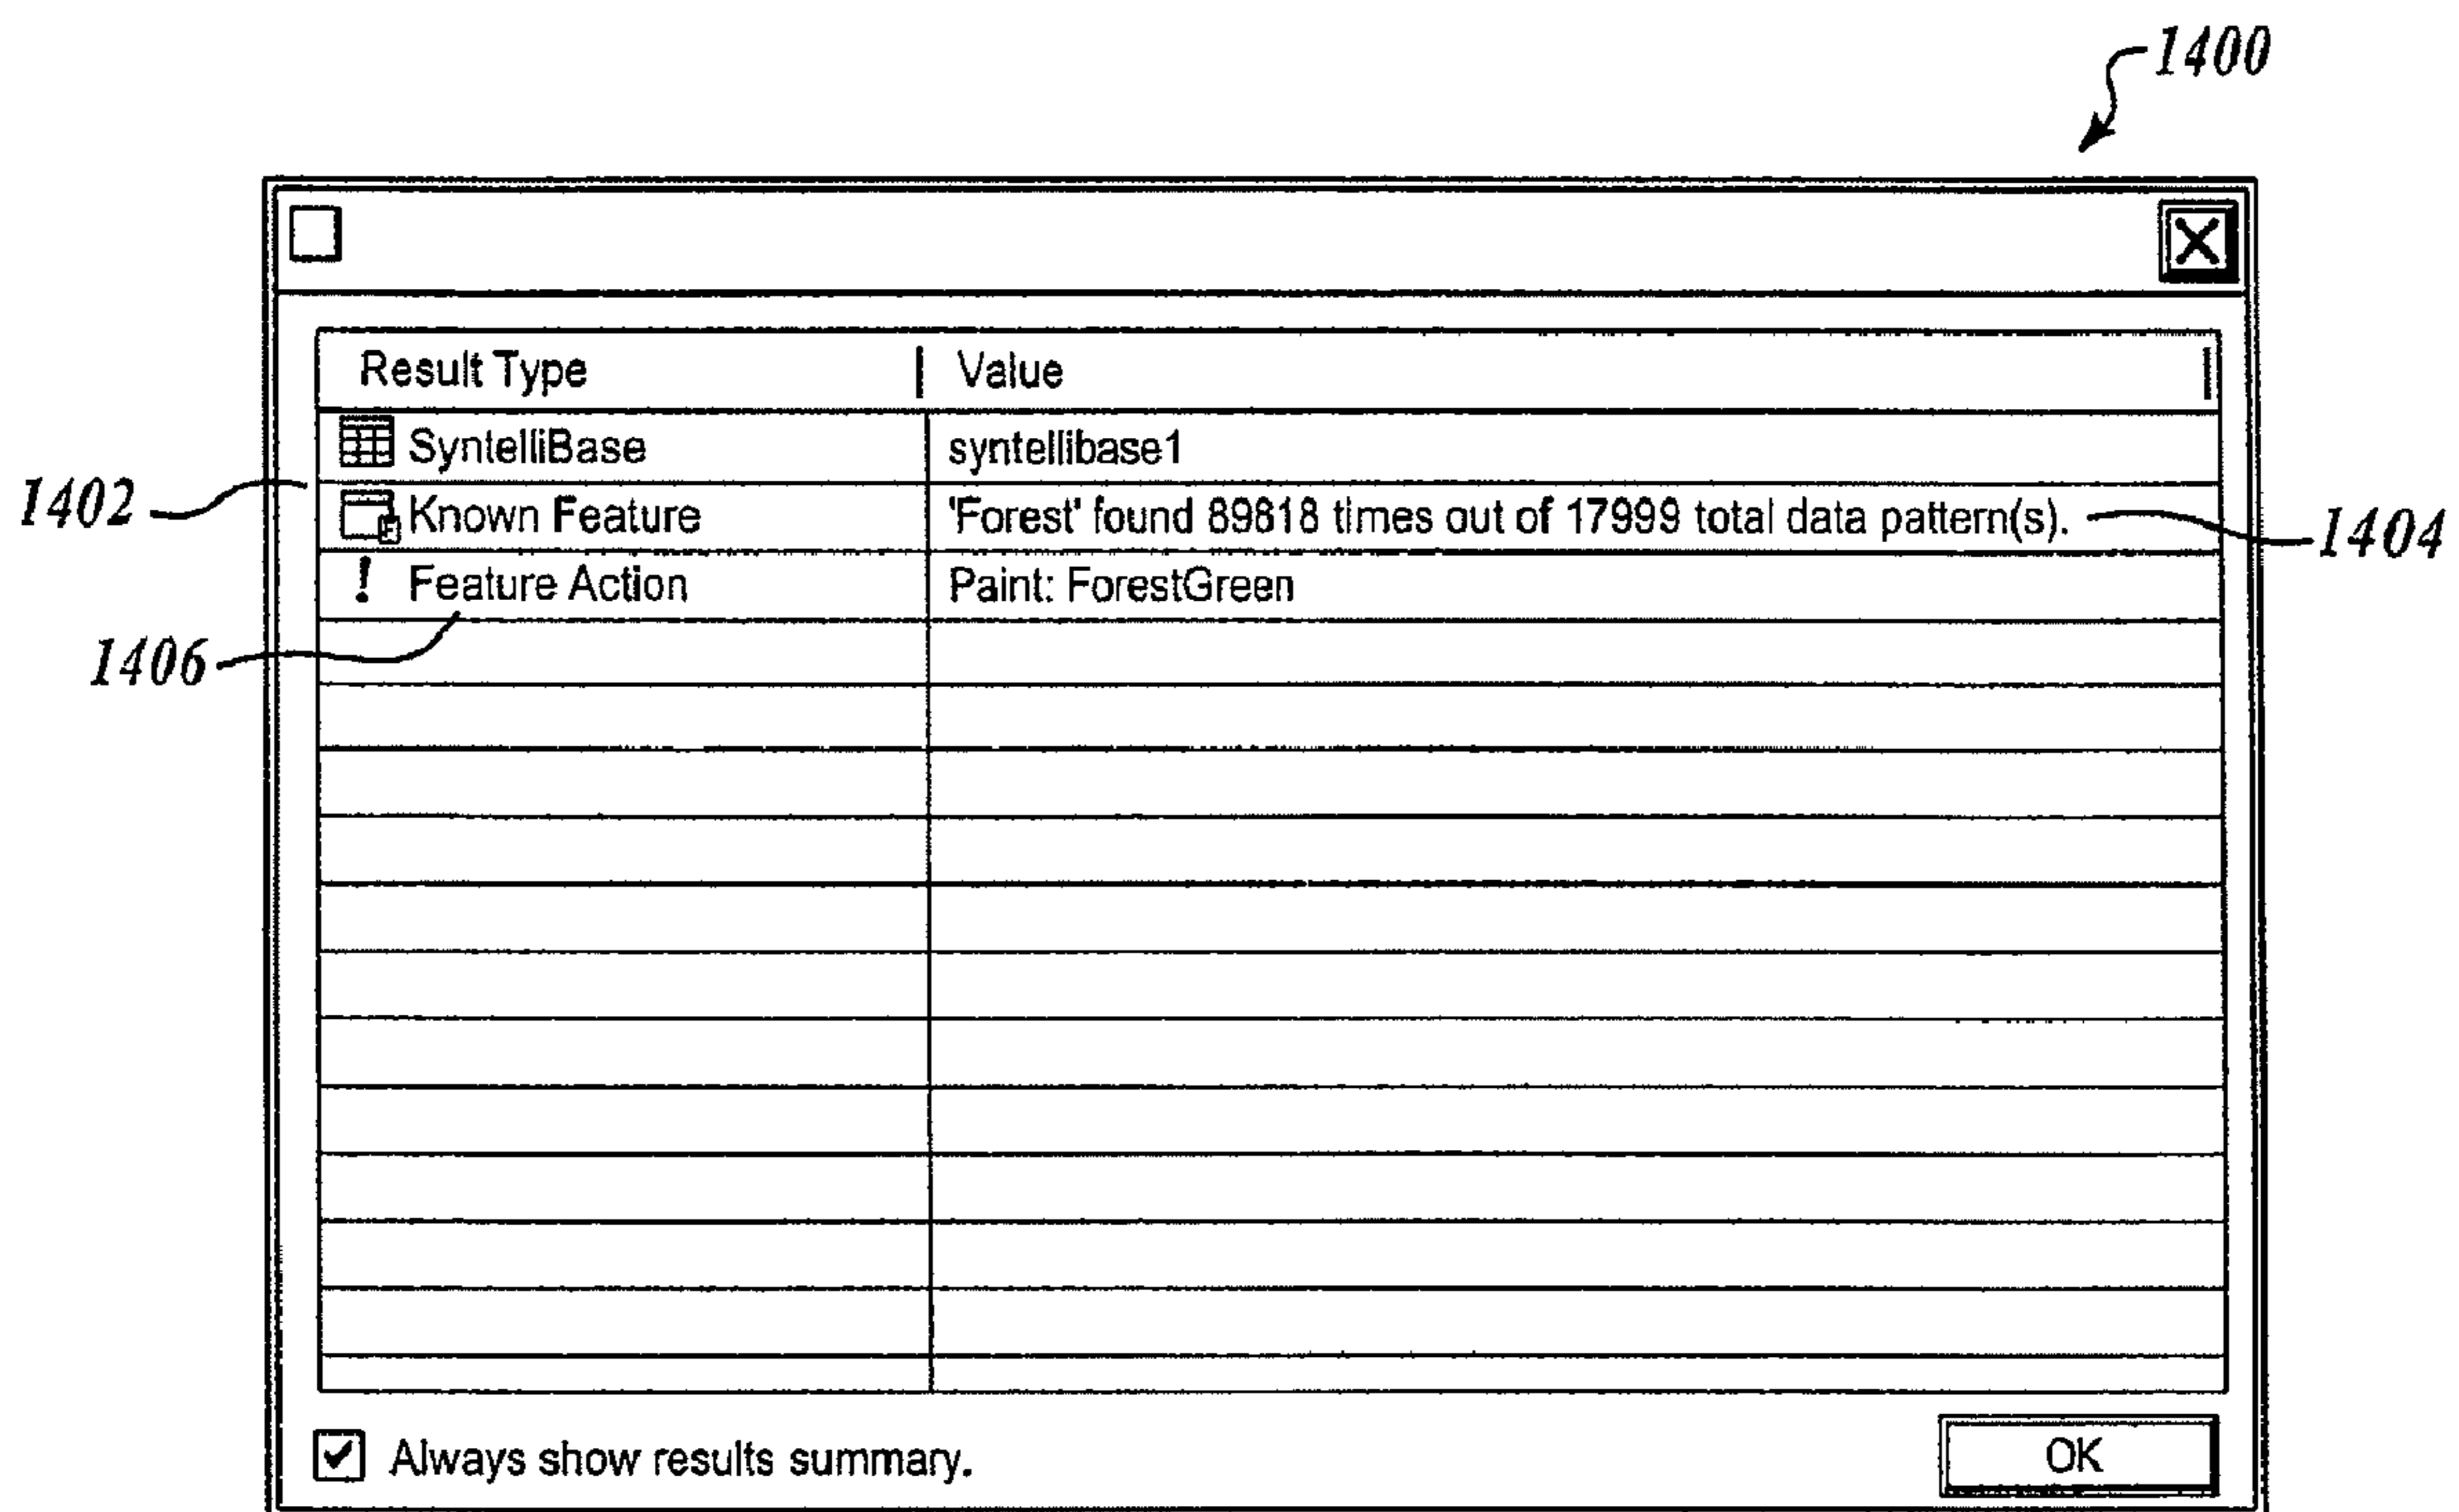 1400
Result Type Value
SyntelliBase syntellibase1
1402
Known Feature 'Forest' found 89818 times out of 17999 total data pattern(s).
1404
! Feature Action Paint: ForestGreen
1406
Always show results summary.
OK